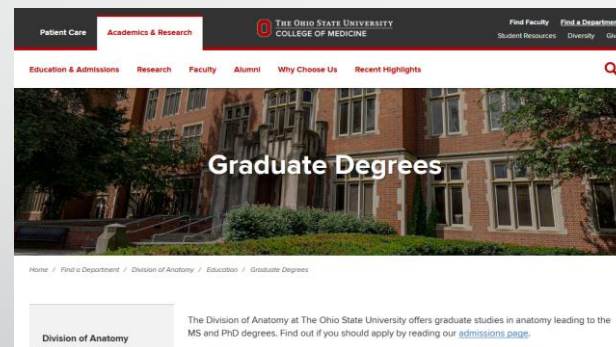 Patient Care
Academics & Research
THE OHIO STATE UNIVERSITY
COLLEGE OF MEDICINE
Find Faculty Find a Departmen
Student Resources Diversity Giv
Education & Admissions Research Faculty Alumni Why Choose Us Recent Highlights
Graduate Degrees
Home / Find a Department / Division of Anatomy / Education / Graduate Degrees
Division of Anatomy
The Division of Anatomy at The Ohio State University offers graduate studies in anatomy leading to the
MS and PhD degrees. Find out if you should apply by reading our admissions page.